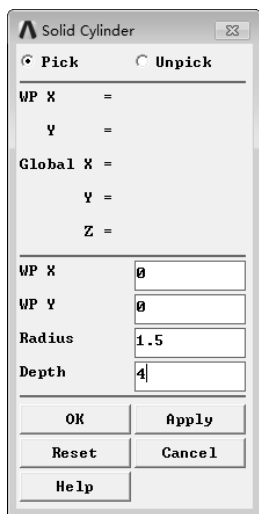 Solid Cylinder
Pick Unpick
WP X =
Y =
Global X =
Y =
Z =
WP X 0
WP Y 0
Radius 1.5
Depth 4
OK Apply
Reset Cancel
Help